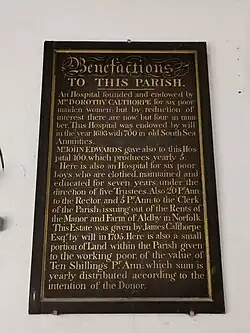 Benefactions
TO THIS PARISH.
An Hospital founded and endowed by
Mrs. DOROTHY CALTHORPE for six poor
maiden women: but by reduction of
interest there are now but four in num
ber. This Hospital was endowed by will
in the year 1693 with 700 in old South Sea
Annuities.
Mr. JOHN EDWARDS gave also to this Hos
pital 100, which produces yearly 5.
Here is also an Hospital for six poor
boys who are clothed, maintained and
educated for seven years under the
direction of five Trustees. Also 20 l. Pr. Ann:
to the Rector, and 5 l. Pr. Ann: to the Clerk
of the Parish: issuing out of the Rents of
the Manor and Farm of Aldby in Norfolk.
This Estate was given by James Calthorpe
Esqr. by will in 1705. Here is also a small
portion of Land within the Parish given
to the working poor, of the value of
Ten Shillings Pr. Ann: which sum is
yearly distributed according to the
intention of the Donor.